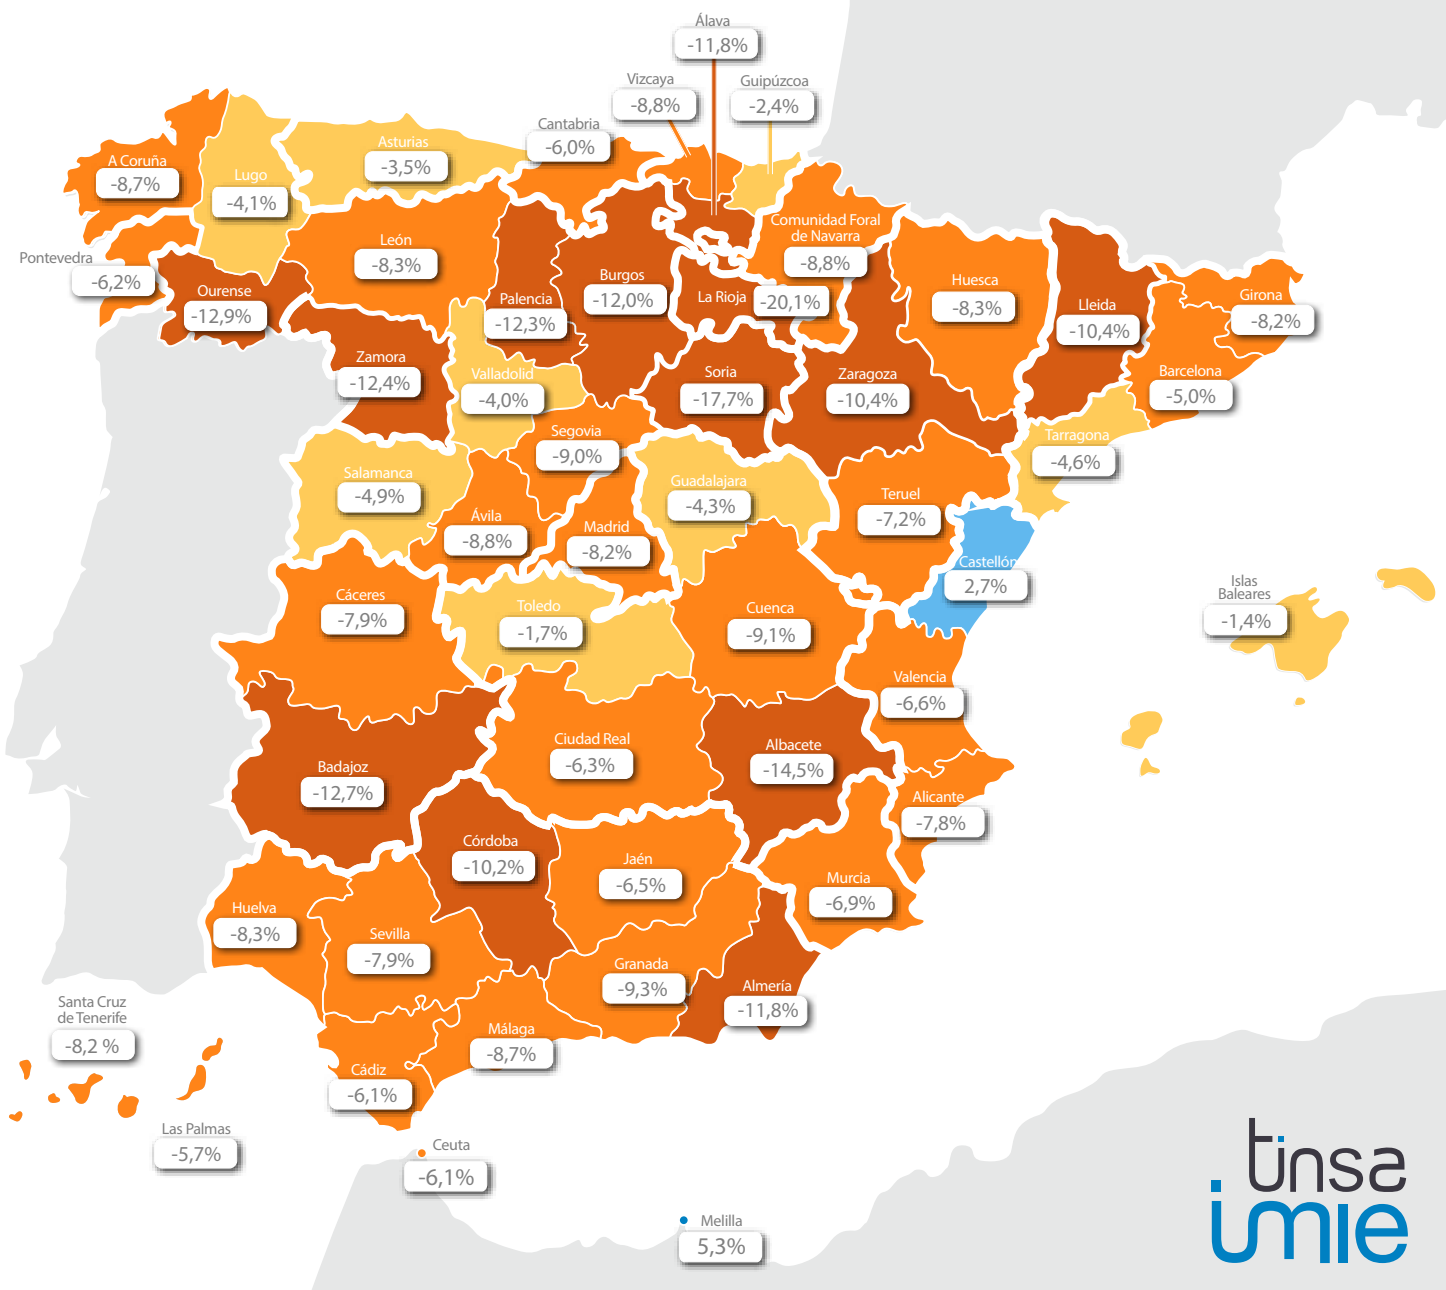 Álava
-11,8%
Vizcaya
-8,8%
Guipúzcoa
-2,4%
Cantabria
-6,0%
Asturias
-3,5%
A Coruña
-8,7%
Lugo
-4,1%
Comunidad Foral
de Navarra
-8,8%
León
-8,3%
Pontevedra
-6,2%
Ourense
-12,9%
Burgos
-12,0%
Palencia
-12,3%
La Rioja
-20,1%
Huesca
-8,3%
Lleida
-10,4%
Girona
-8,2%
Zamora
-12,4%
Valladolid
-4,0%
Soria
-17,7%
Zaragoza
-10,4%
Barcelona
-5,0%
Segovia
-9,0%
Tarragona
-4,6%
Salamanca
-4,9%
Guadalajara
-4,3%
Teruel
-7,2%
Ávila
-8,8%
Madrid
-8,2%
Castellón
2,7%
Islas
Baleares
-1,4%
Cáceres
-7,9%
Toledo
-1,7%
Cuenca
-9,1%
Valencia
-6,6%
Ciudad Real
-6,3%
Albacete
-14,5%
Badajoz
-12,7%
Alicante
-7,8%
Córdoba
-10,2%
Jaén
-6,5%
Murcia
-6,9%
Huelva
-8,3%
Sevilla
-7,9%
Granada
-9,3%
Almería
-11,8%
Santa Cruz
de Tenerife
-8,2 %
Málaga
-8,7%
Cádiz
-6,1%
Las Palmas
-5,7%
Ceuta
-6,1%
Melilla
5,3%
tinsa
imie